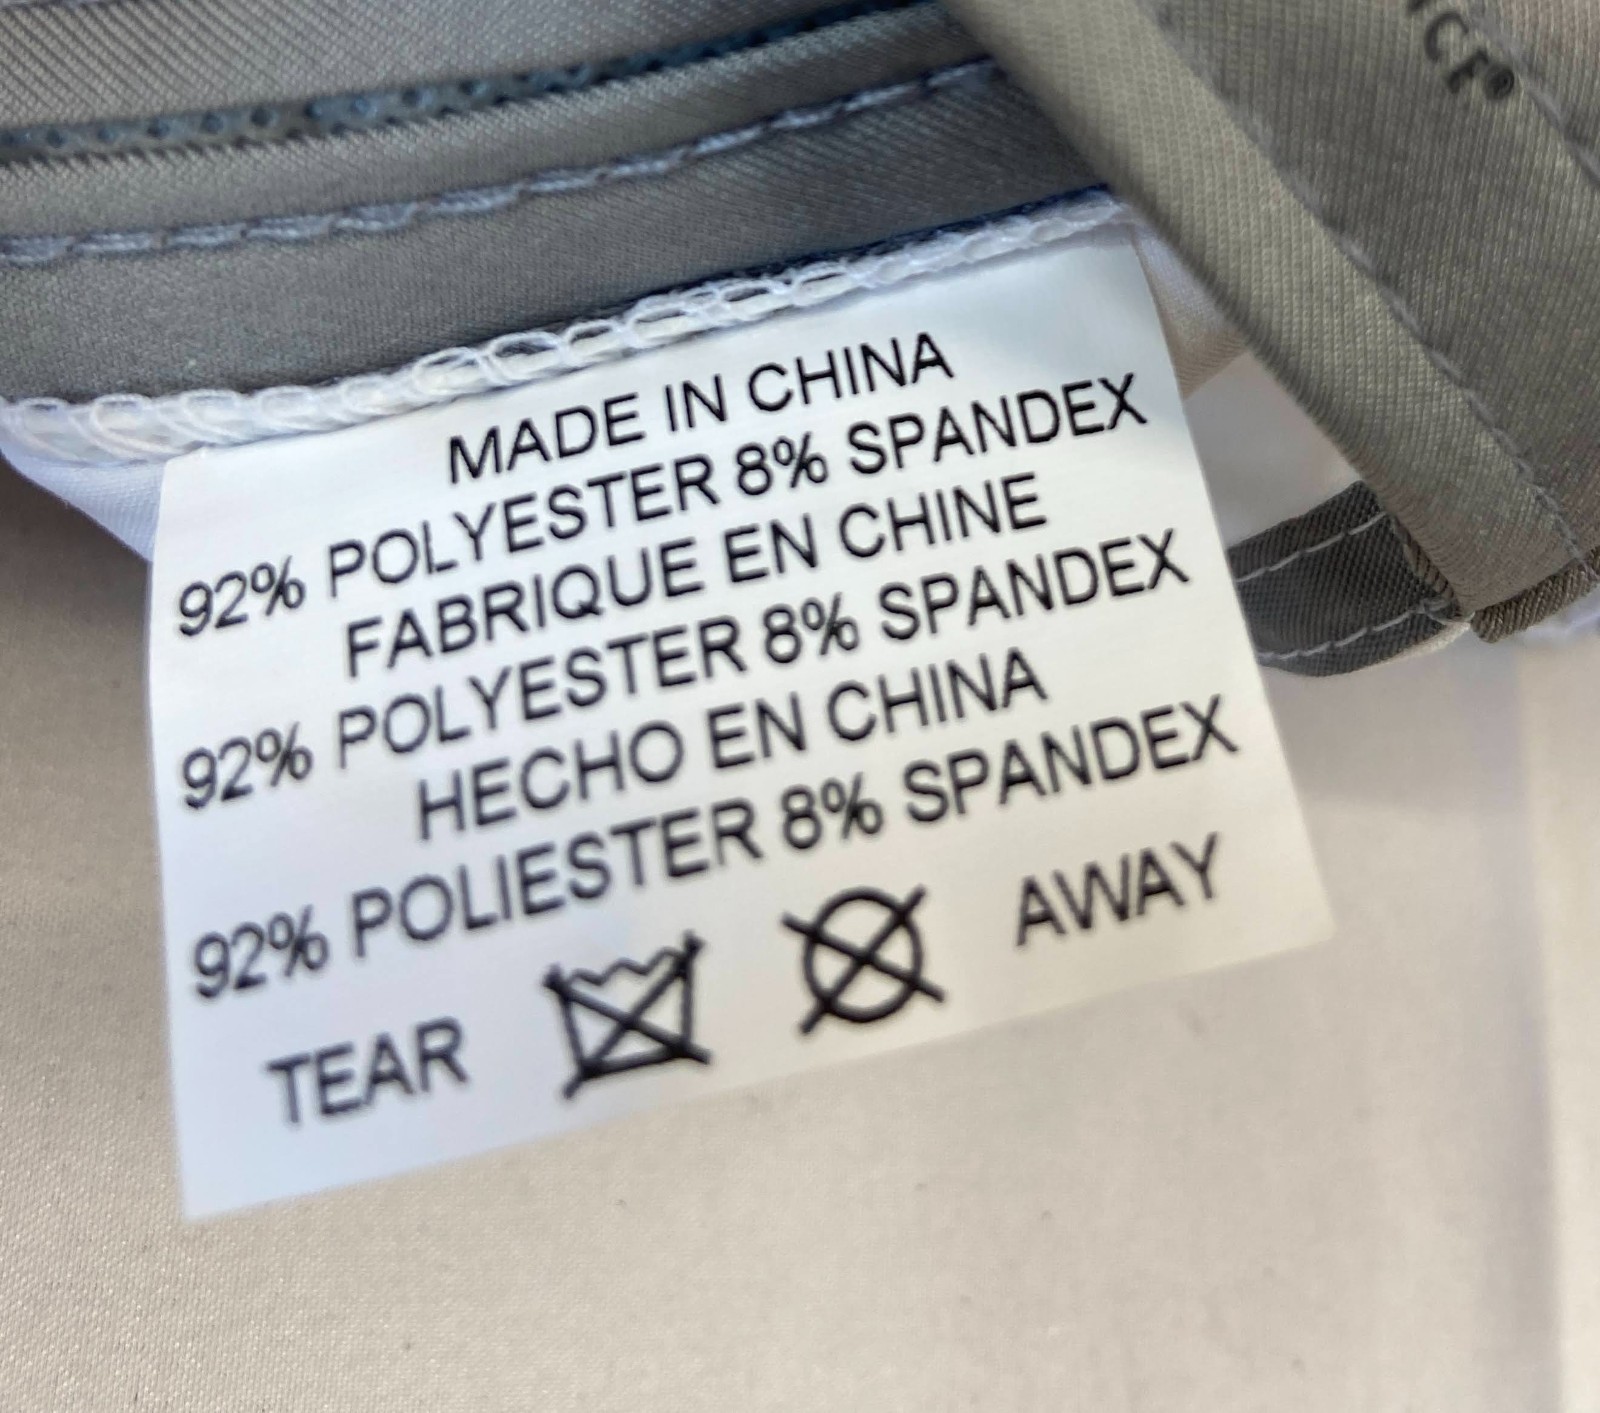 MADE IN CHINA
92% POLYESTER 8% SPANDEX
FABRIQUE EN CHINE
92% POLYESTER 8% SPANDEX
HECHO EN CHINA
92% POLIESTER 8% SPANDEX
TEAR AWAY